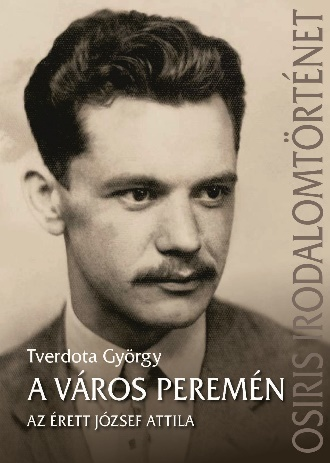 Tverdota György
A VÁROS PEREMÉN
AZ ÉRETT JÓZSEF ATTILA
OSIRIS IRODALOMTÖRTÉNET